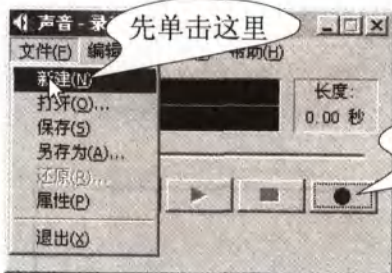 声音 - 录
先单击这里
文件(F) 编辑 帮助(H)
新建(N)
打开(O)...
保存(S)
另存为(A)...
还原(R)...
属性(P)
退出(X)
长度:
0.00 秒